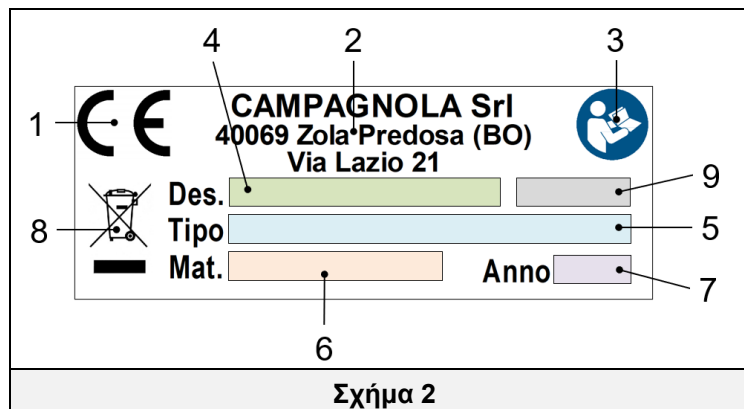 4 2 3
CE CAMPAGNOLA Srl
1 40069 Zola Predosa (BO)
Via Lazio 21
Des. 9
8 Tipo 5
Mat. Anno 7
6
Σχήμα 2